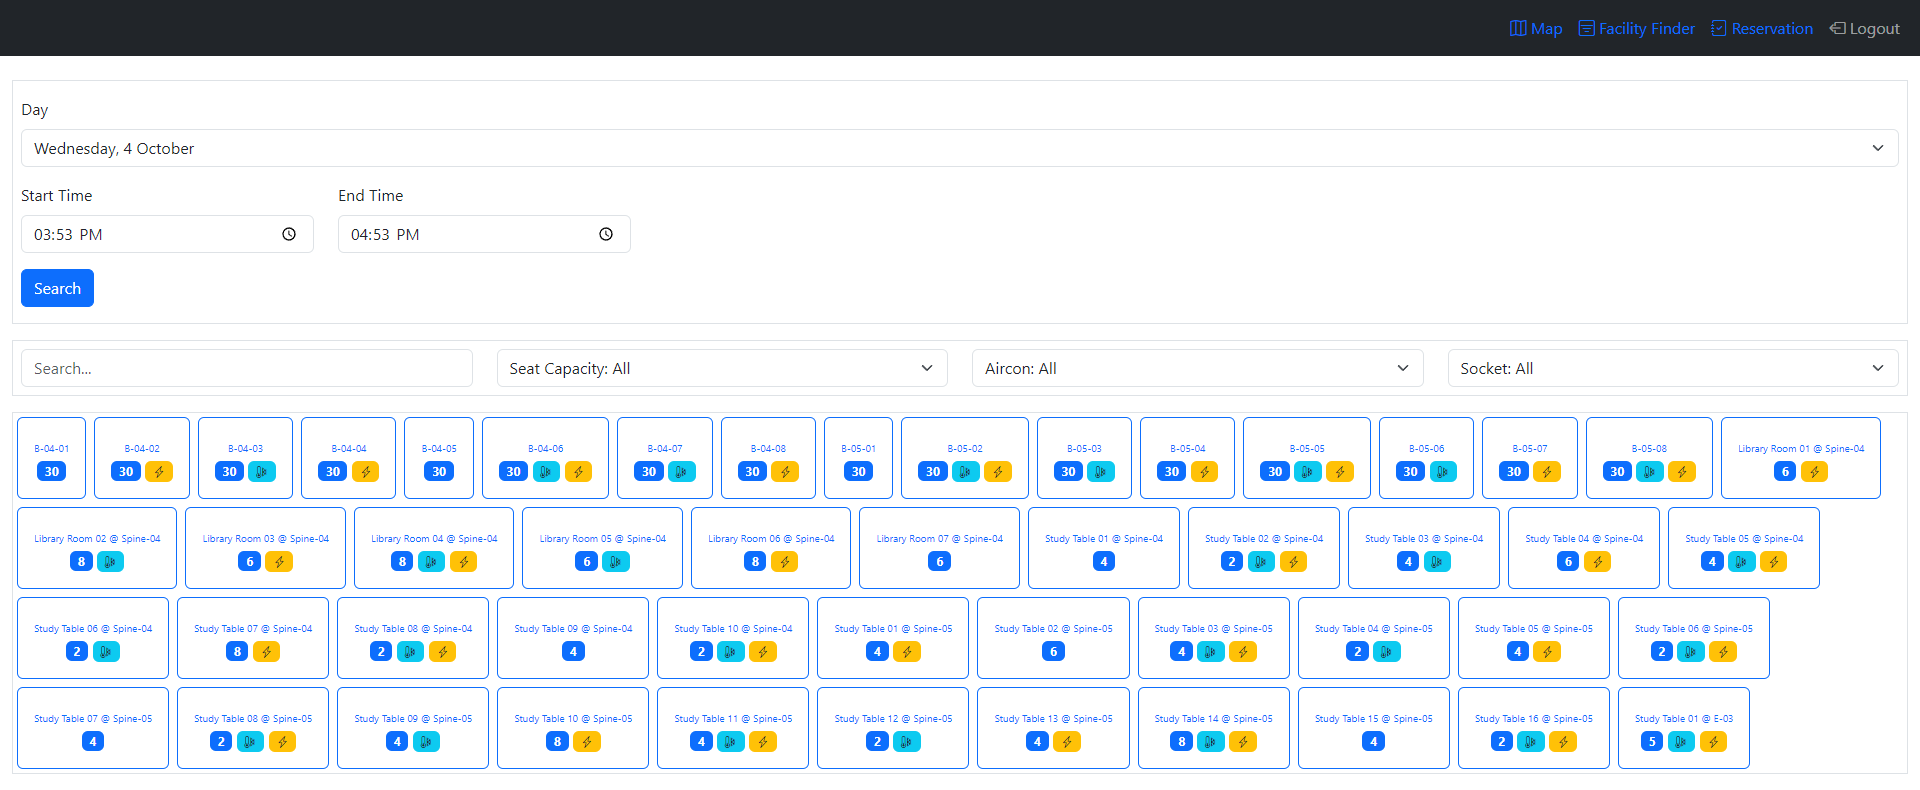 Map Facility Finder Reservation Logout
Day
Wednesday, 4 October
Start Time End Time
03:53 PM 04:53 PM
Search
Search... Seat Capacity: All Aircon: All Socket: All
B-04-01 B-04-02 B-04-03 B-04-04 B-04-05 B-04-06 B-04-07 B-04-08 B-05-01 B-05-02 B-05-03 B-05-04 B-05-05 B-05-06 B-05-07 B-05-08 Library Room 01 @ Spine-04
30 30 30 30 30 30 30 30 30 30 30 30 30 30 30 30 6
Library Room 02 @ Spine-04 Library Room 03 @ Spine-04 Library Room 04 @ Spine-04 Library Room 05 @ Spine-04 Library Room 06 @ Spine-04 Library Room 07 @ Spine-04 Study Table 01 @ Spine-04 Study Table 02 @ Spine-04 Study Table 03 @ Spine-04 Study Table 04 @ Spine-04 Study Table 05 @ Spine-04
8 6 8 6 8 6 4 2 4 6 4
Study Table 06 @ Spine-04 Study Table 07 @ Spine-04 Study Table 08 @ Spine-04 Study Table 09 @ Spine-04 Study Table 10 @ Spine-04 Study Table 01 @ Spine-05 Study Table 02 @ Spine-05 Study Table 03 @ Spine-05 Study Table 04 @ Spine-05 Study Table 05 @ Spine-05 Study Table 06 @ Spine-05
2 8 2 4 2 4 6 4 2 4 2
Study Table 07 @ Spine-05 Study Table 08 @ Spine-05 Study Table 09 @ Spine-05 Study Table 10 @ Spine-05 Study Table 11 @ Spine-05 Study Table 12 @ Spine-05 Study Table 13 @ Spine-05 Study Table 14 @ Spine-05 Study Table 15 @ Spine-05 Study Table 16 @ Spine-05 Study Table 01 @ E-03
4 2 4 8 4 2 4 8 4 2 5